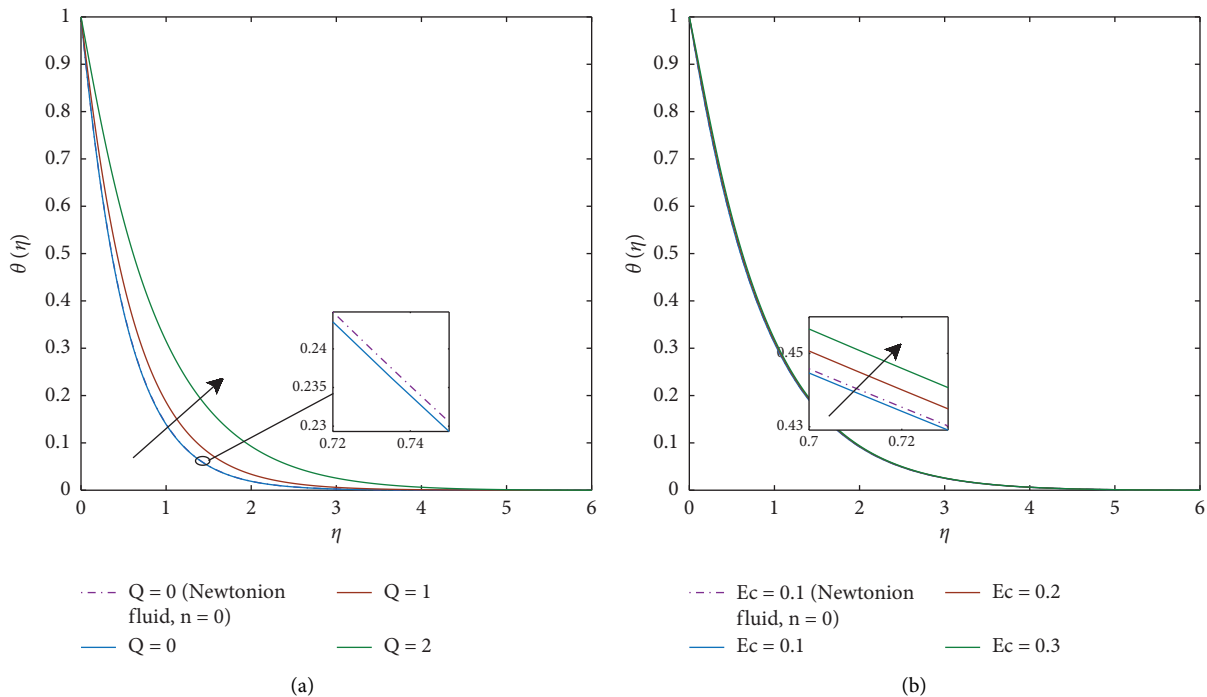 1
0.9
0.8
0.7
0.6
0.5
0.4
0.3
0.2
0.1
0
θ (η)
0 1 2 3 4 5 6
η
0.24
0.235
0.23
0.72 0.74
Q = 0 (Newtonion
fluid, n = 0)
Q = 0
Q = 1
Q = 2
(a)
1
0.9
0.8
0.7
0.6
0.5
0.4
0.3
0.2
0.1
0
θ (η)
0 1 2 3 4 5 6
η
0.45
0.43
0.7 0.72
Ec = 0.1 (Newtonion
fluid, n = 0)
Ec = 0.1
Ec = 0.2
Ec = 0.3
(b)